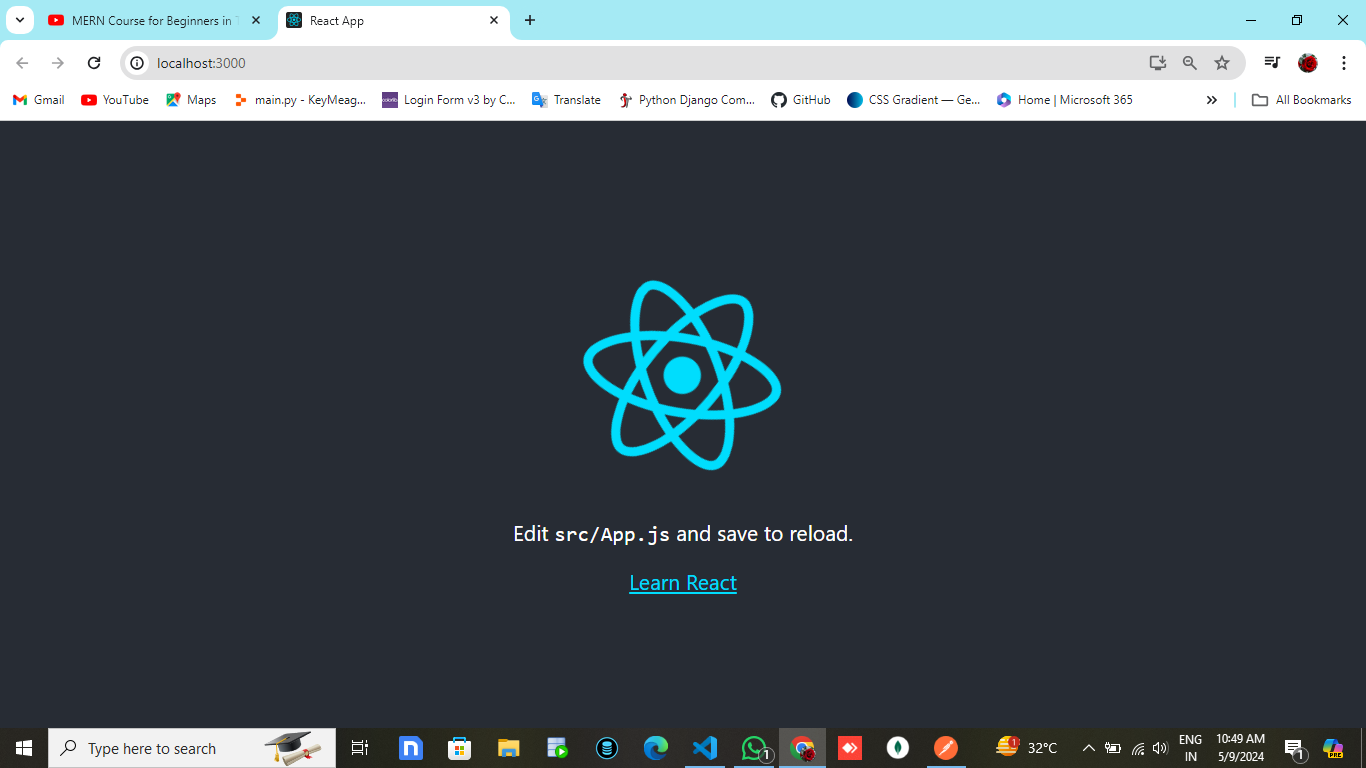 MERN Course for Beginners in
React App
localhost:3000
Gmail
YouTube
Maps
main.py - KeyMeag...
Login Form v3 by C...
Translate
Python Django Com...
GitHub
CSS Gradient — Ge...
Home | Microsoft 365
All Bookmarks
Edit src/App.js and save to reload.
Learn React
Type here to search
1
1
32°C
ENG
IN
10:49 AM
5/9/2024
1
PRE